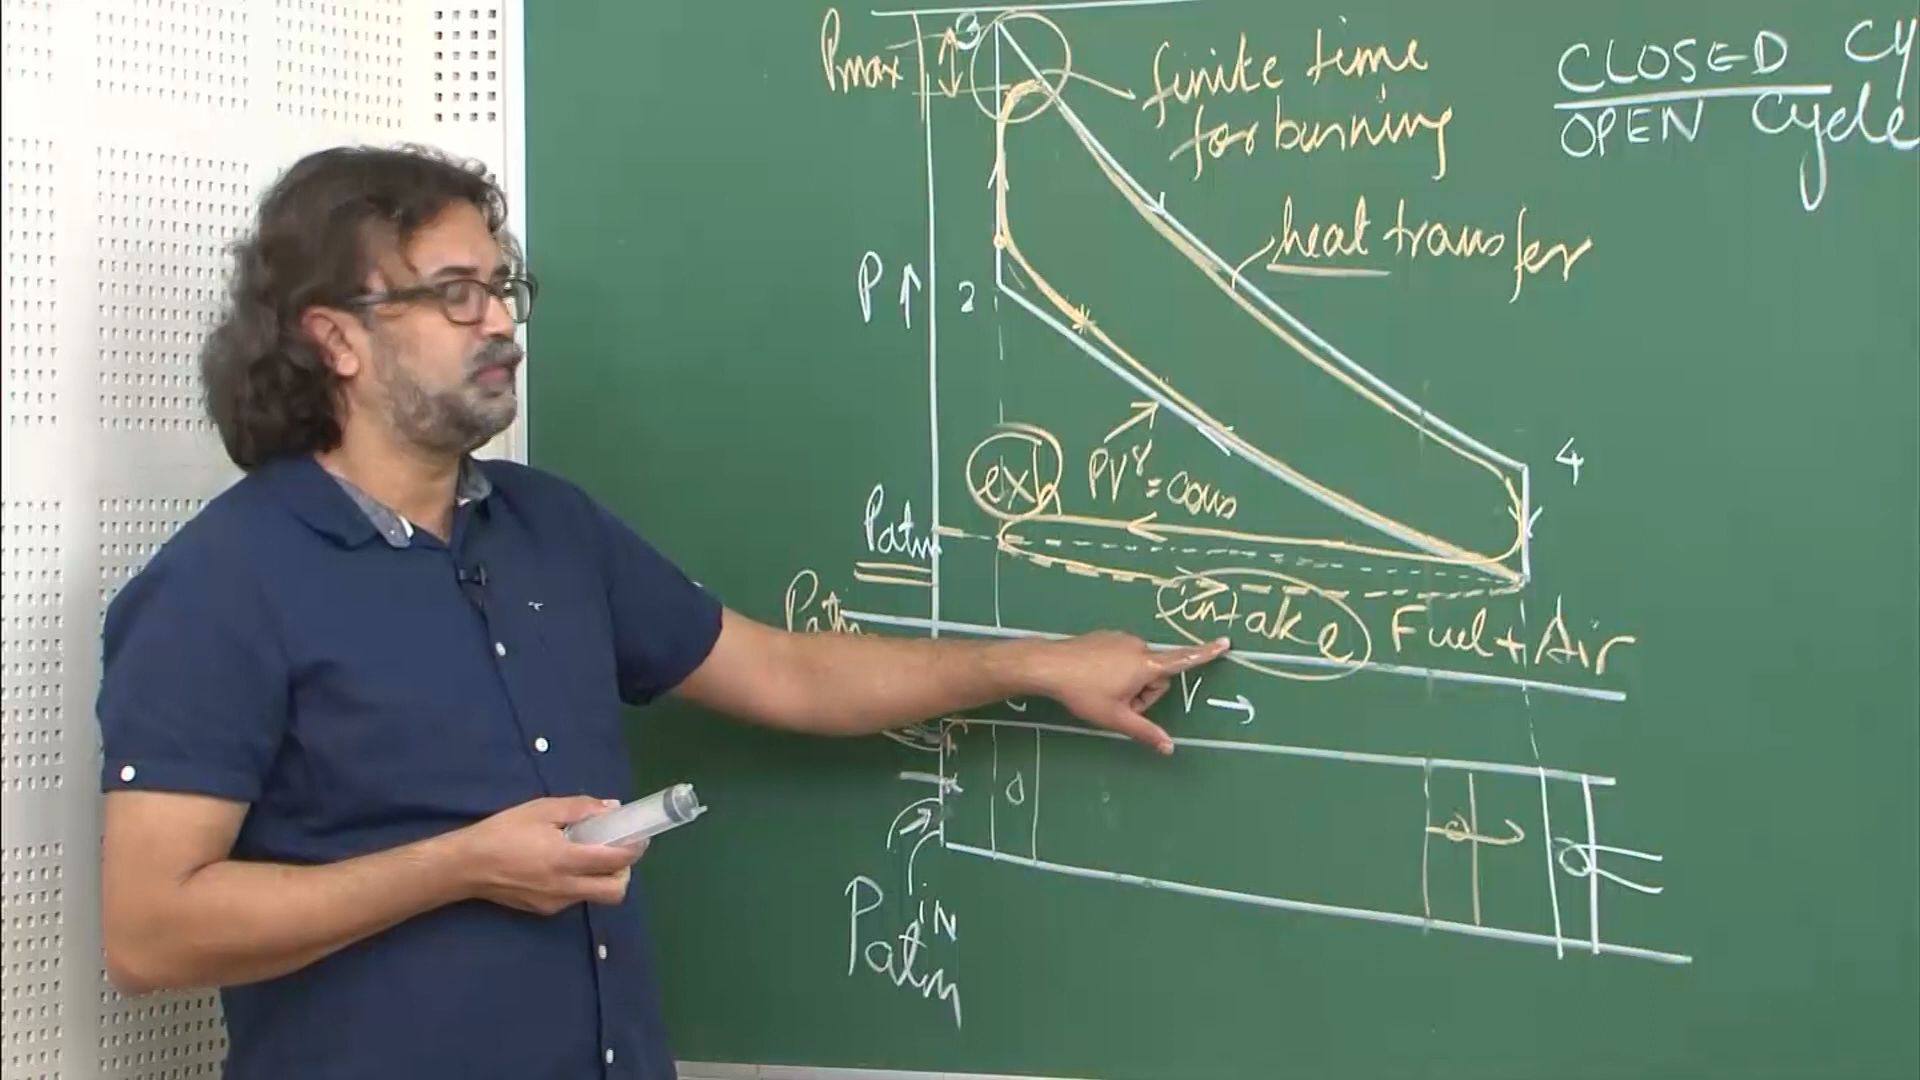 3
Pmax
finite time
for burning
CLOSED Cy
OPEN Cycle
heat transfer
P ↑
2
4
exh
PVγ = cons
Patm
Patm
intake
Fuel + Air
V →
in
Patm